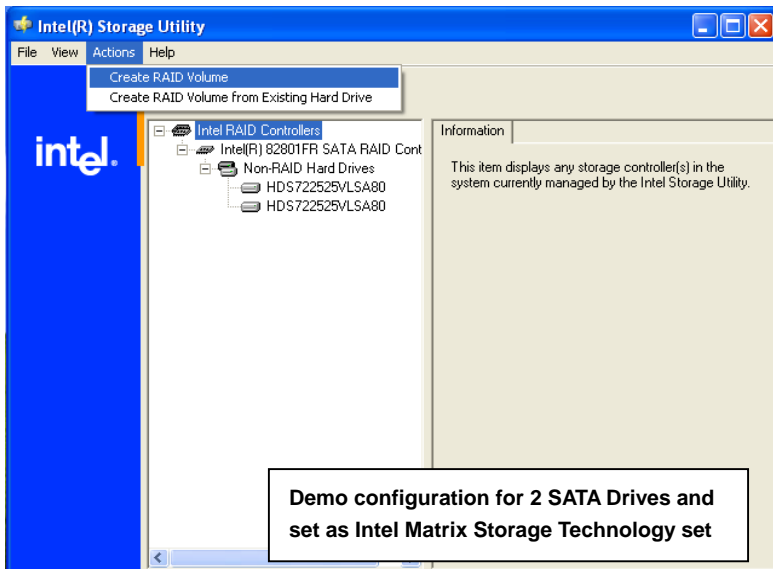 Intel(R) Storage Utility
File View Actions Help
Create RAID Volume
Create RAID Volume from Existing Hard Drive
intel.
Intel RAID Controllers
Intel(R) 82801FR SATA RAID Cont
Non-RAID Hard Drives
HDS722525VLSA80
HDS722525VLSA80
Information
This item displays any storage controller(s) in the
system currently managed by the Intel Storage Utility.
Demo configuration for 2 SATA Drives and
set as Intel Matrix Storage Technology set